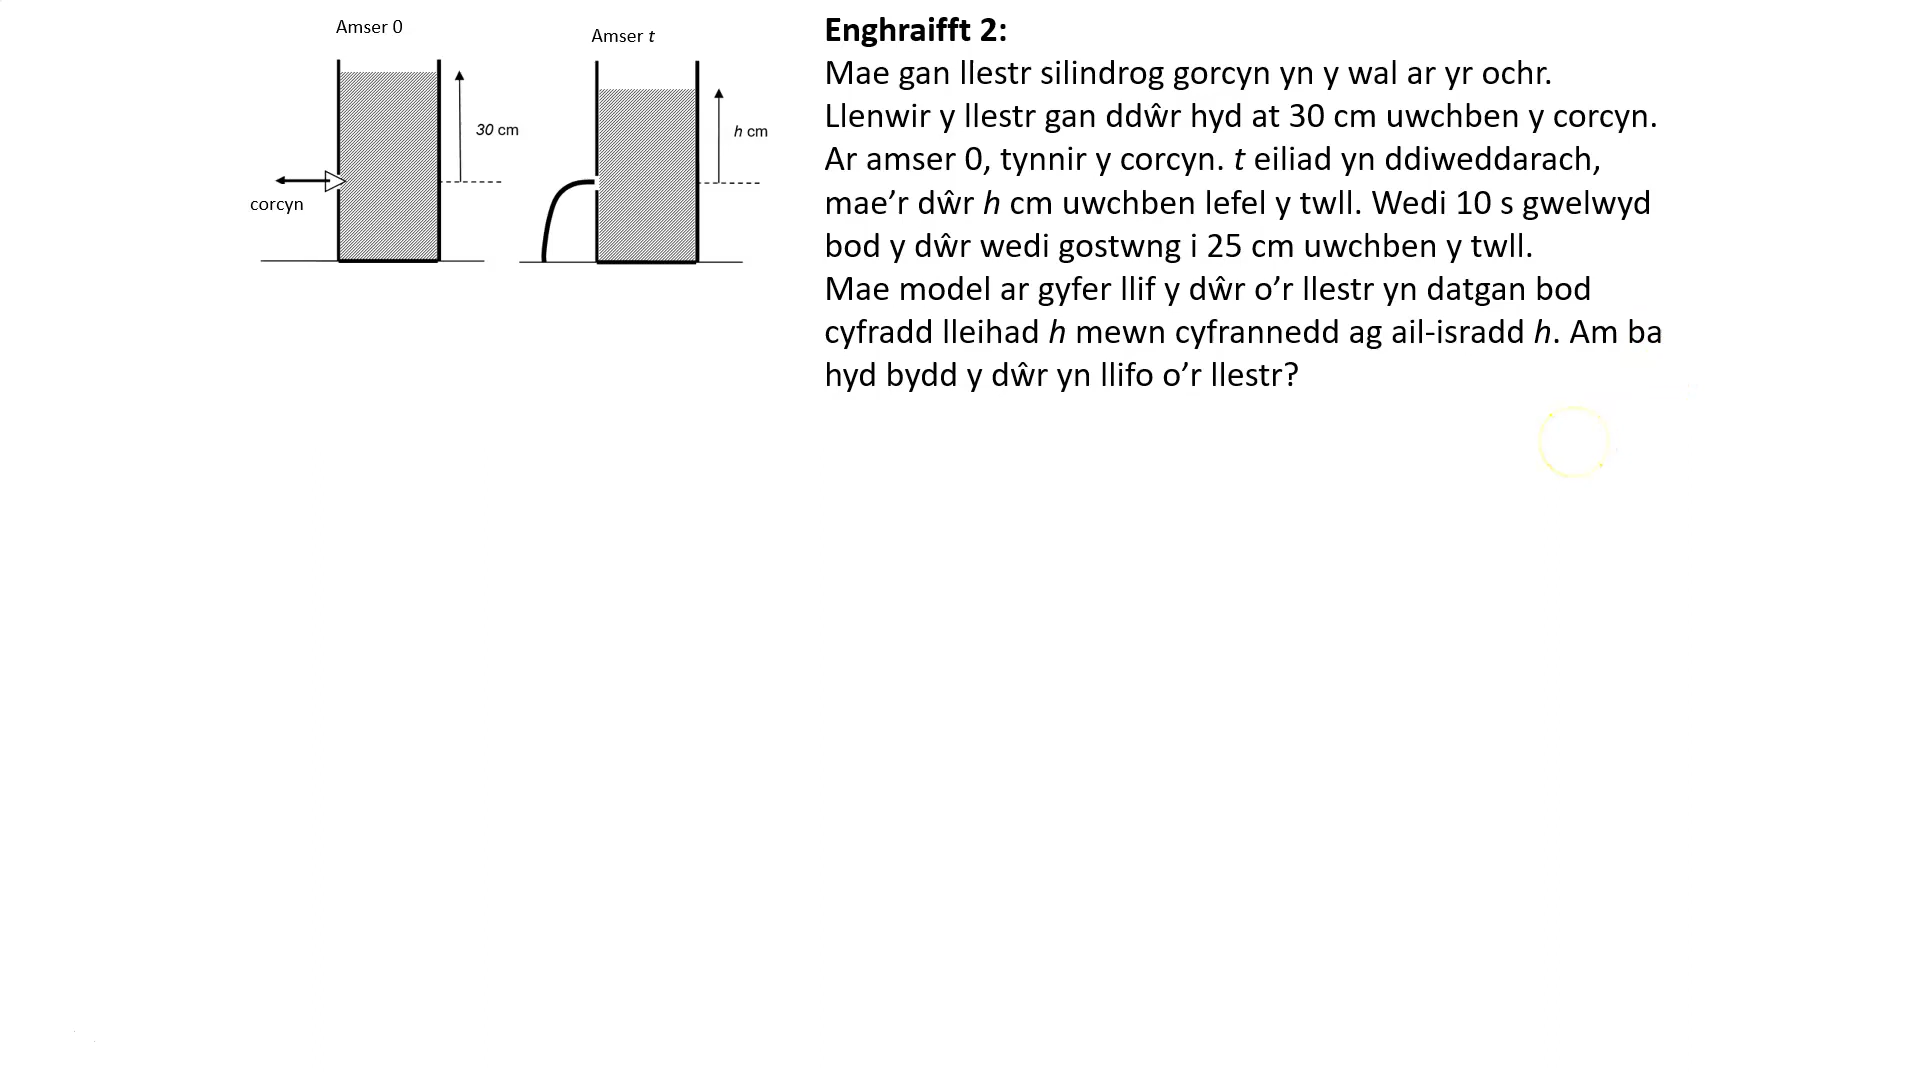 Amser 0
Amser t
30 cm
h cm
corcyn
Enghraifft 2:
Mae gan llestr silindrog gorcyn yn y wal ar yr ochr.
Llenwir y llestr gan ddŵr hyd at 30 cm uwchben y corcyn.
Ar amser 0, tynnir y corcyn. t eiliad yn ddiweddarach,
mae’r dŵr h cm uwchben lefel y twll. Wedi 10 s gwelwyd
bod y dŵr wedi gostwng i 25 cm uwchben y twll.
Mae model ar gyfer llif y dŵr o’r llestr yn datgan bod
cyfradd lleihad h mewn cyfrannedd ag ail-isradd h. Am ba
hyd bydd y dŵr yn llifo o’r llestr?